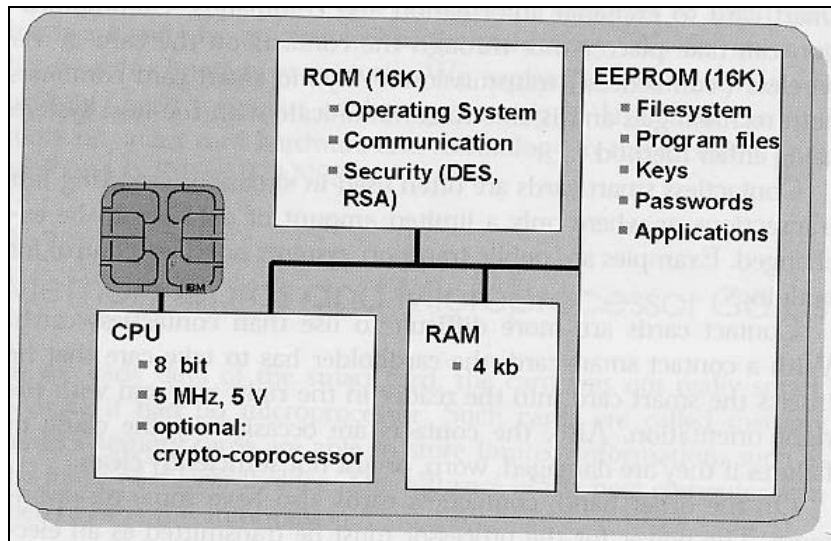 ROM (16K)
▪ Operating System
▪ Communication
▪ Security (DES,
RSA)
EEPROM (16K)
▪ Filesystem
▪ Program files
▪ Keys
▪ Passwords
▪ Applications
IBM
CPU
▪ 8 bit
▪ 5 MHz, 5 V
▪ optional:
crypto-coprocessor
RAM
▪ 4 kb